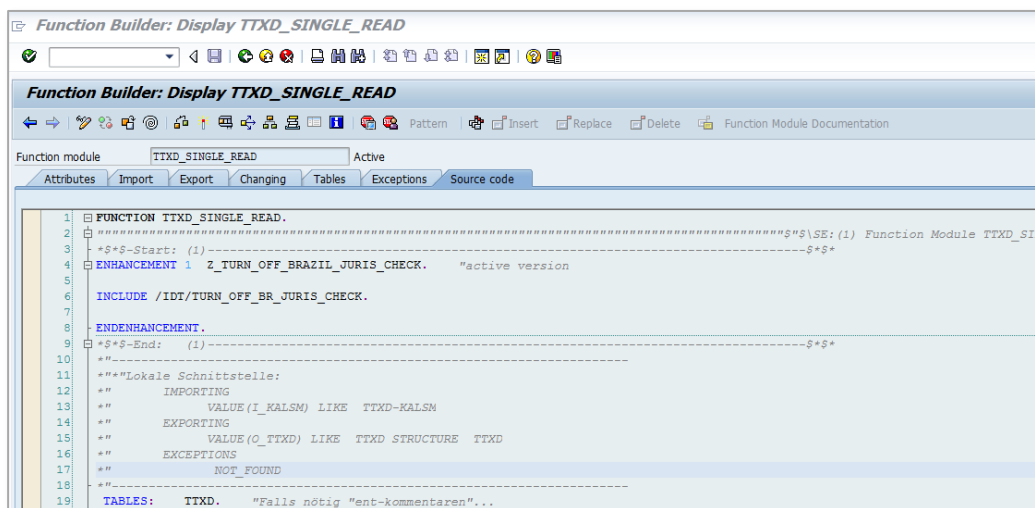 Function Builder: Display TTXD_SINGLE_READ
Function Builder: Display TTXD_SINGLE_READ
Pattern Insert Replace Delete Function Module Documentation
Function module TTXD_SINGLE_READ Active
Attributes Import Export Changing Tables Exceptions Source code
1 FUNCTION TTXD_SINGLE_READ.
2 """"""""""""""""""""""""""""""""""""""""""""""""""""""""""""""""""""""""""""""""""""""""""$"$\SE:(1) Function Module TTXD_SI
3 *$*$-Start: (1)--------------------------------------------------------------------------------$*$*
4 ENHANCEMENT 1 Z_TURN_OFF_BRAZIL_JURIS_CHECK. "active version
5
6 INCLUDE /IDT/TURN_OFF_BR_JURIS_CHECK.
7
8 ENDENHANCEMENT.
9 *$*$-End: (1)--------------------------------------------------------------------------------$*$*
10 *"----------------------------------------------------------------------
11 *"*"Lokale Schnittstelle:
12 *" IMPORTING
13 *" VALUE(I_KALSM) LIKE TTXD-KALSM
14 *" EXPORTING
15 *" VALUE(O_TTXD) LIKE TTXD STRUCTURE TTXD
16 *" EXCEPTIONS
17 *" NOT_FOUND
18 *"----------------------------------------------------------------------
19 TABLES: TTXD. "Falls nötig "ent-kommentaren"...